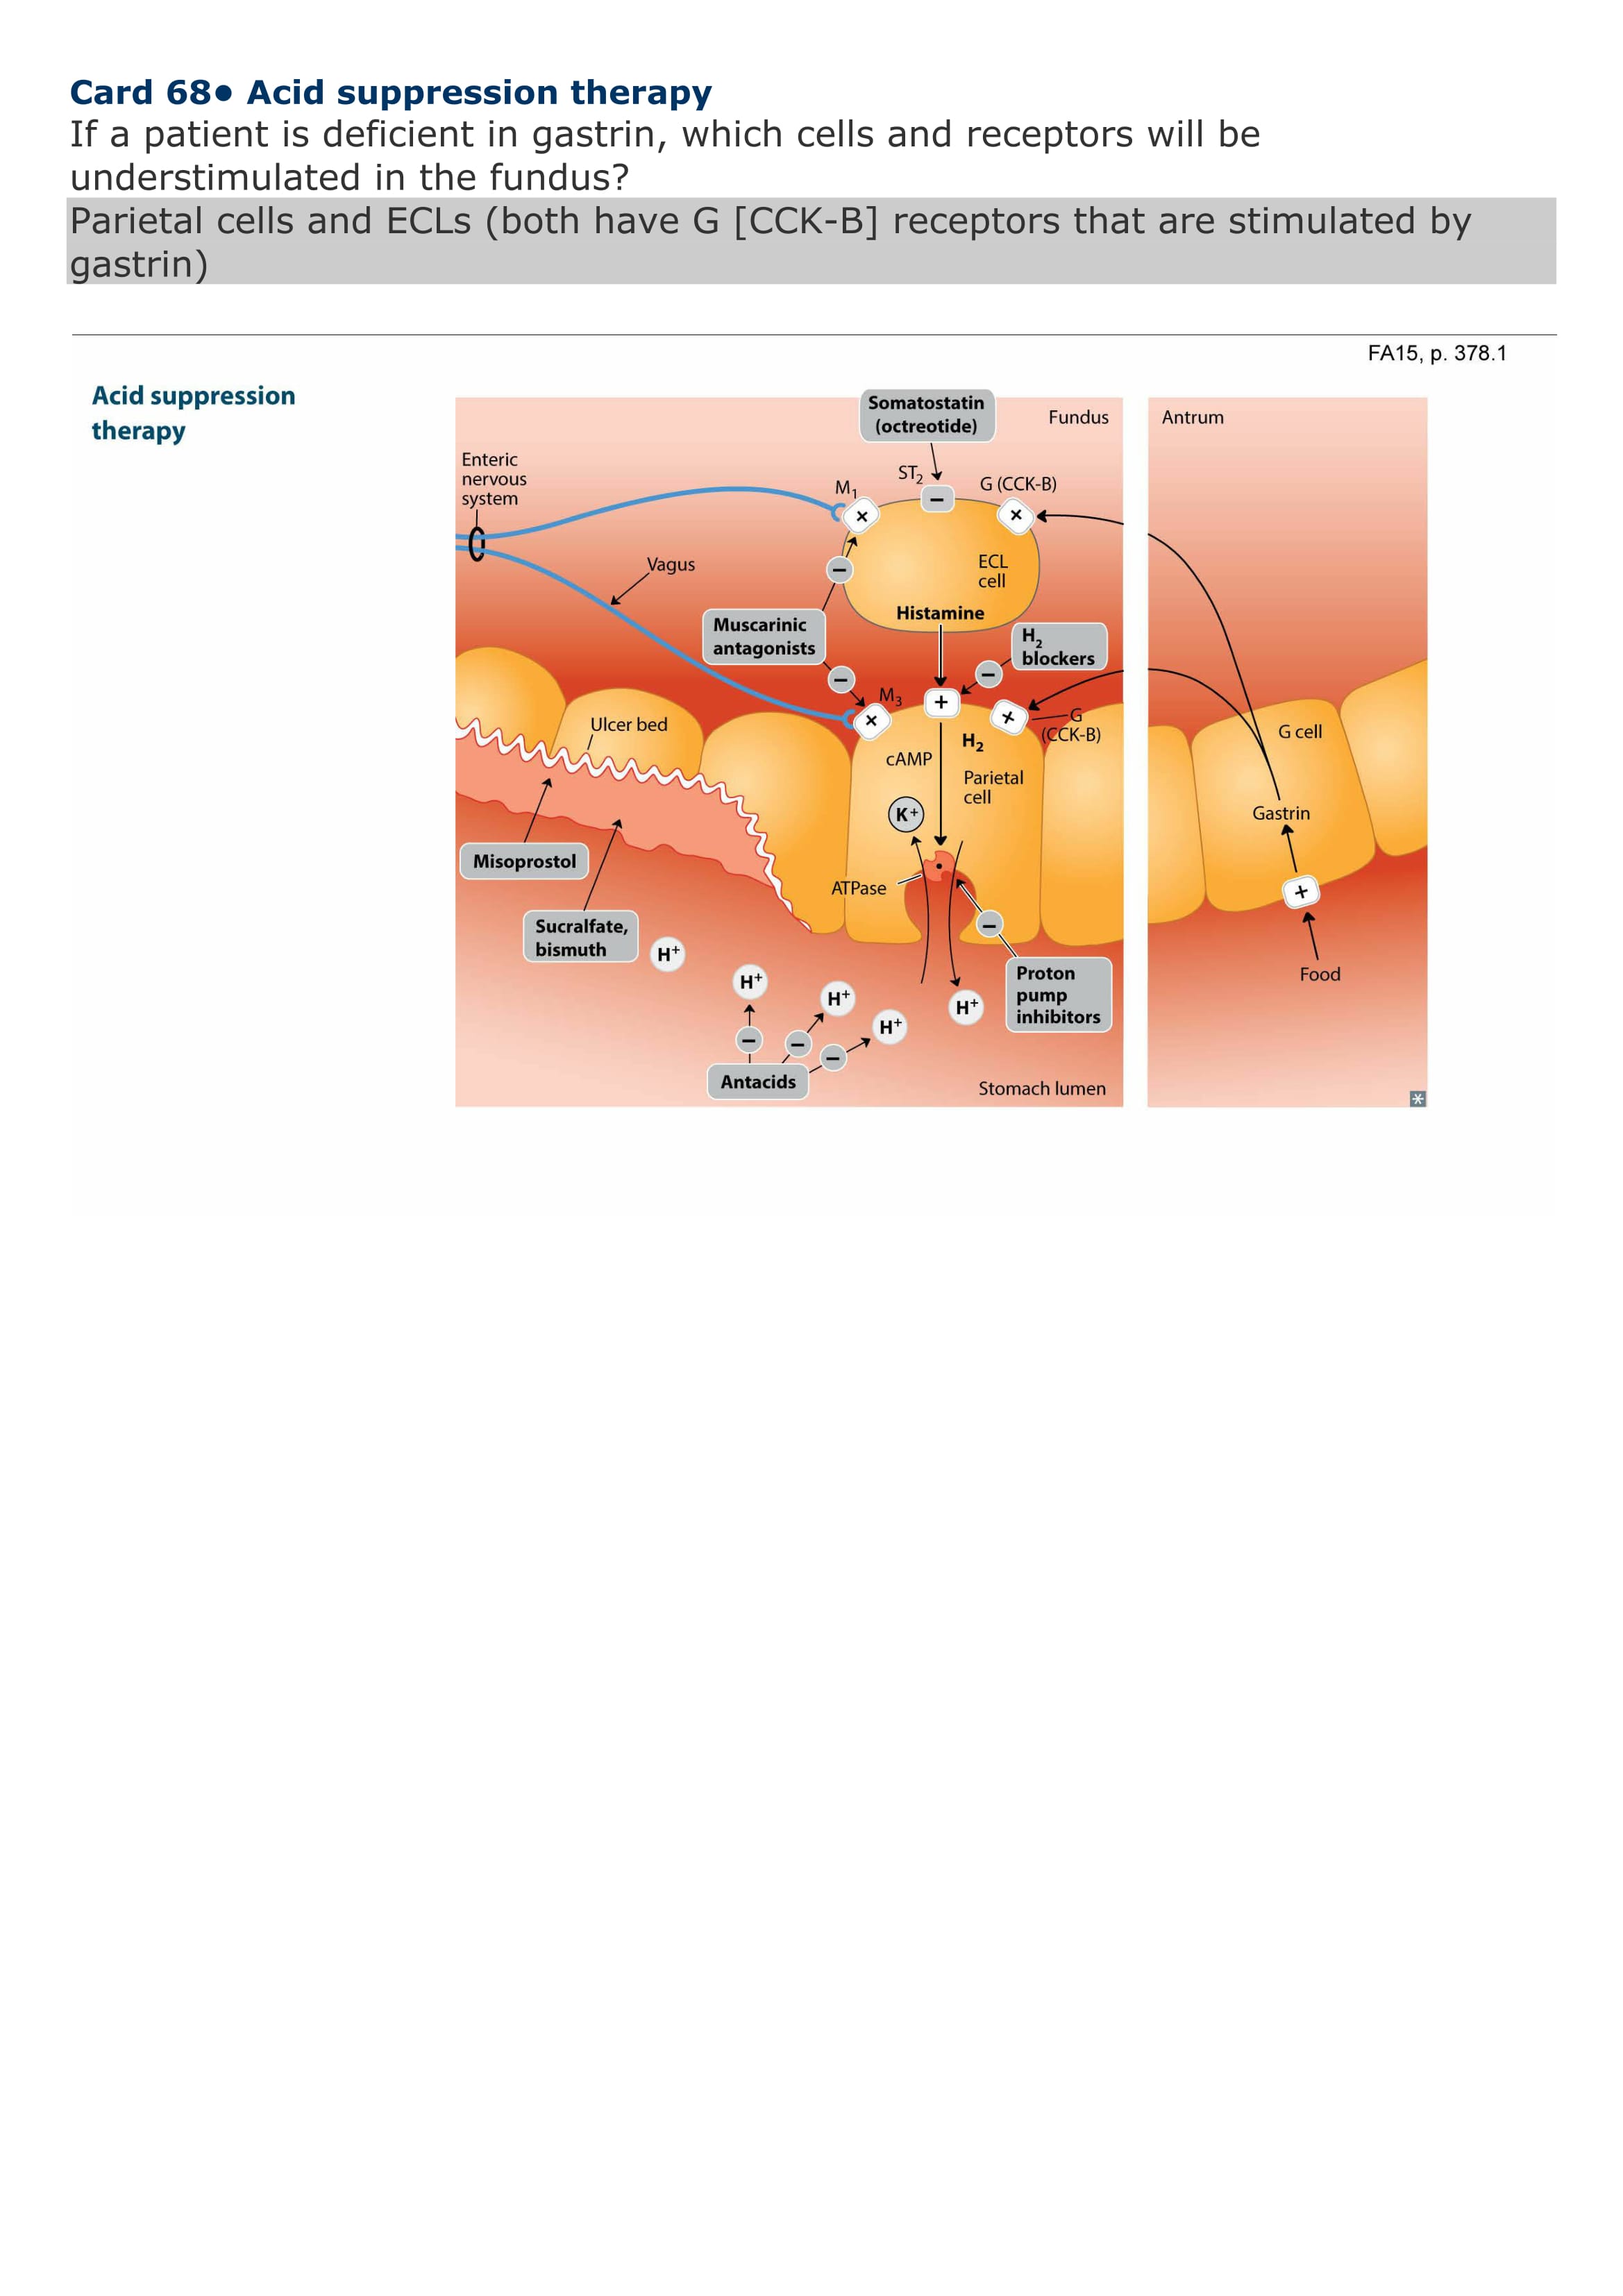 Card 68● Acid suppression therapy
If a patient is deficient in gastrin, which cells and receptors will be
understimulated in the fundus?
Parietal cells and ECLs (both have G [CCK-B] receptors that are stimulated by
gastrin)
FA15, p. 378.1
Acid suppression
therapy
Somatostatin
(octreotide)
Fundus
Antrum
Enteric
nervous
system
ST2
M1
G (CCK-B)
×
−
×
Vagus
−
ECL
cell
Histamine
Muscarinic
antagonists
H2
blockers
−
−
M3
+
×
×
G
(CCK-B)
Ulcer bed
H2
G cell
cAMP
Parietal
cell
K+
Gastrin
Misoprostol
ATPase
+
Sucralfate,
bismuth
−
H+
Food
Proton
pump
inhibitors
H+
H+
H+
H+
−
−
−
Antacids
Stomach lumen
*